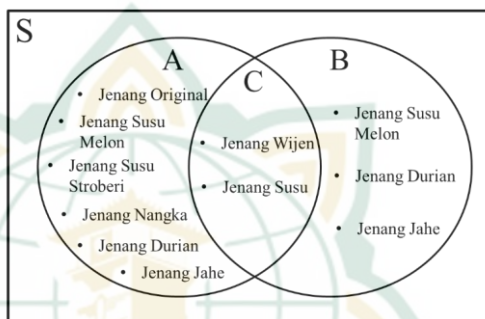 S
A
C
B
• Jenang Original
• Jenang Susu
Melon
• Jenang Susu
Stroberi
• Jenang Nangka
• Jenang Durian
• Jenang Jahe
• Jenang Wijen
• Jenang Susu
• Jenang Susu
Melon
• Jenang Durian
• Jenang Jahe